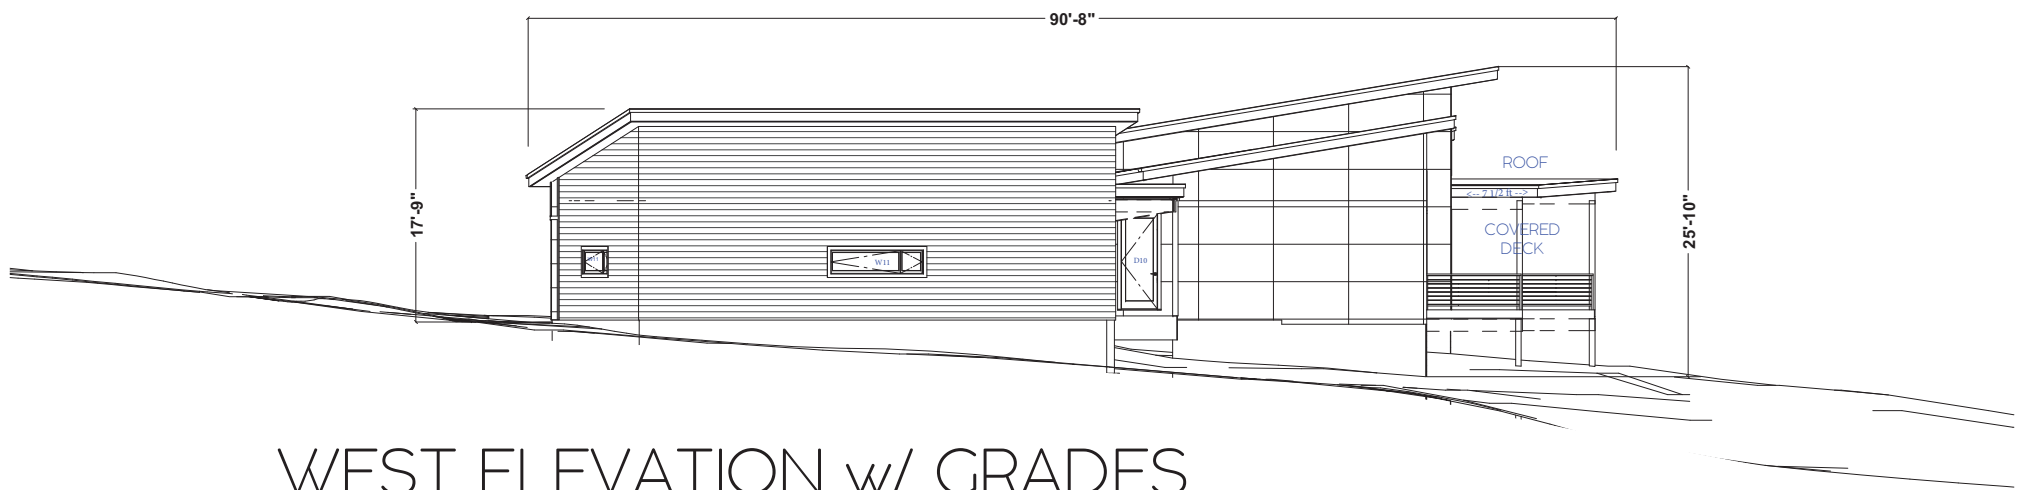 90'-8"
17'-9"
25'-10"
ROOF
<-- 7 1/2 ft -->
COVERED
DECK
W11
D10
WEST ELEVATION w/ GRADES